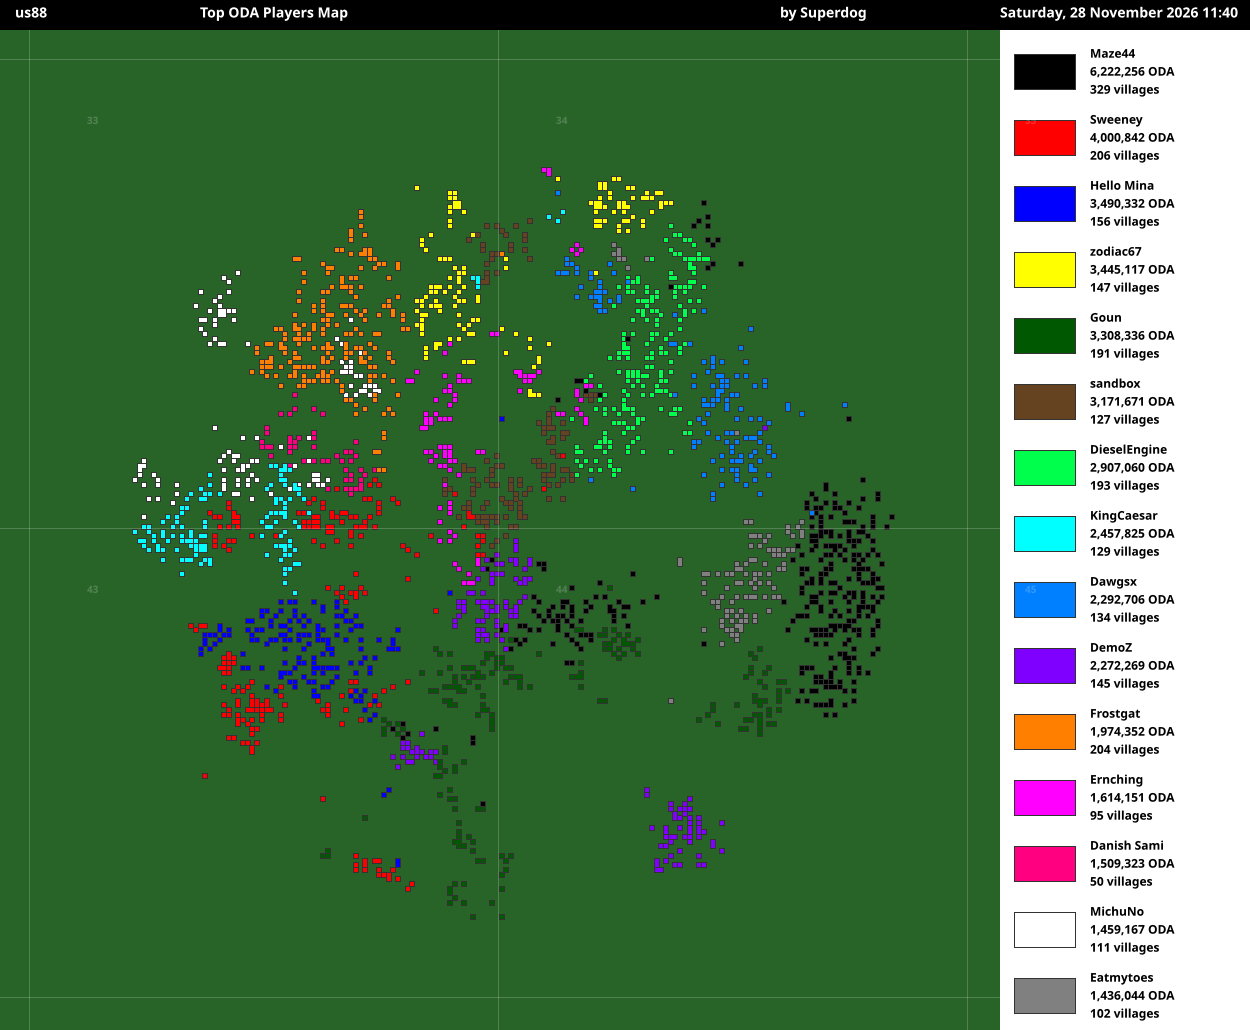 us88 Top ODA Players Map by Superdog Saturday, 28 November 2026 11:40
Maze44
6,222,256 ODA
329 villages
Sweeney
4,000,842 ODA
206 villages
Hello Mina
3,490,332 ODA
156 villages
zodiac67
3,445,117 ODA
147 villages
Goun
3,308,336 ODA
191 villages
sandbox
3,171,671 ODA
127 villages
DieselEngine
2,907,060 ODA
193 villages
KingCaesar
2,457,825 ODA
129 villages
Dawgsx
2,292,706 ODA
134 villages
DemoZ
2,272,269 ODA
145 villages
Frostgat
1,974,352 ODA
204 villages
Ernching
1,614,151 ODA
95 villages
Danish Sami
1,509,323 ODA
50 villages
MichuNo
1,459,167 ODA
111 villages
Eatmytoes
1,436,044 ODA
102 villages
33 34 35
43 44 45